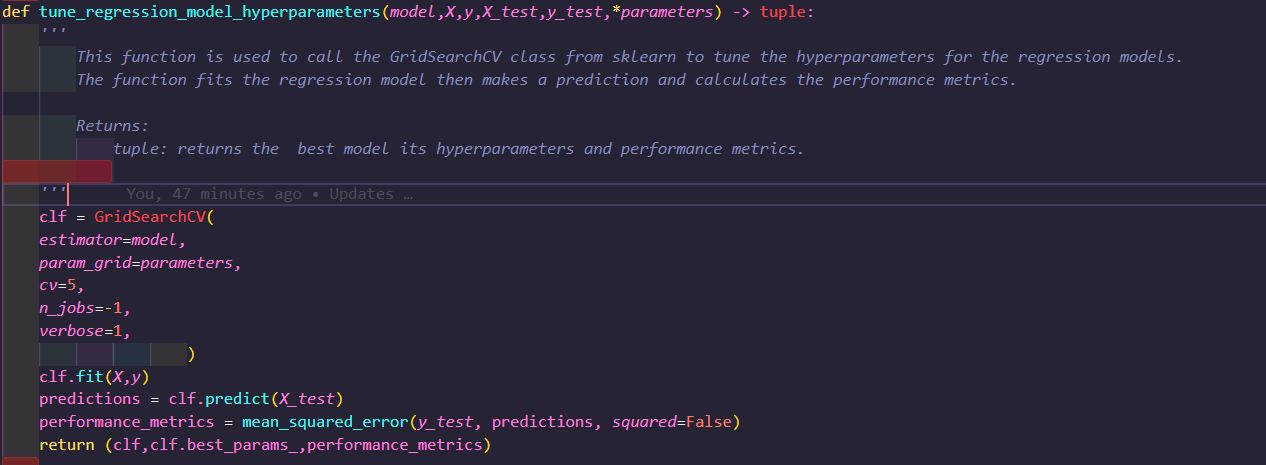 def tune_regression_model_hyperparameters(model,X,y,X_test,y_test,*parameters) -> tuple:
'''
This function is used to call the GridSearchCV class from sklearn to tune the hyperparameters for the regression models.
The function fits the regression model then makes a prediction and calculates the performance metrics.
Returns:
tuple: returns the  best model its hyperparameters and performance metrics.
'''     You, 47 minutes ago • Updates …
clf = GridSearchCV(
estimator=model,
param_grid=parameters,
cv=5,
n_jobs=-1,
verbose=1,
)
clf.fit(X,y)
predictions = clf.predict(X_test)
performance_metrics = mean_squared_error(y_test, predictions, squared=False)
return (clf,clf.best_params_,performance_metrics)